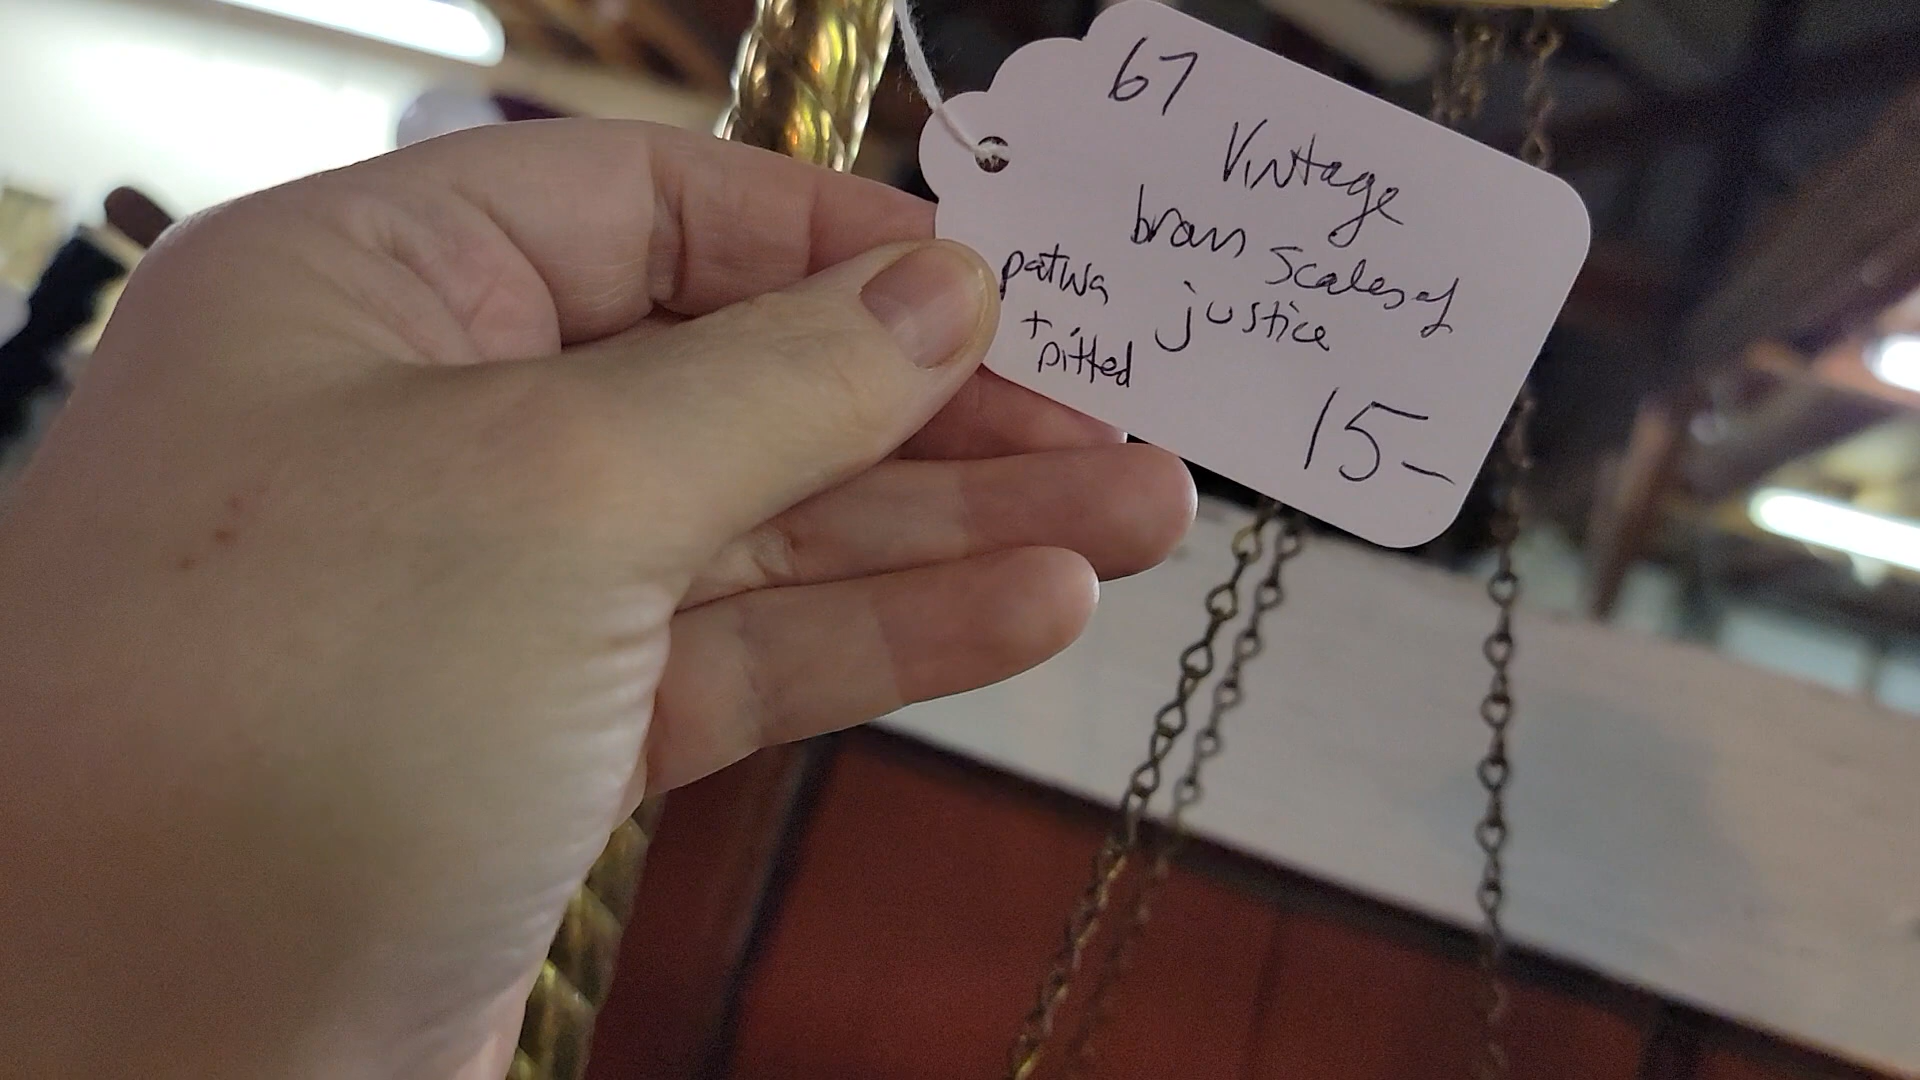 67
Vintage
brass scales of
justice
patina
+ pitted
15-